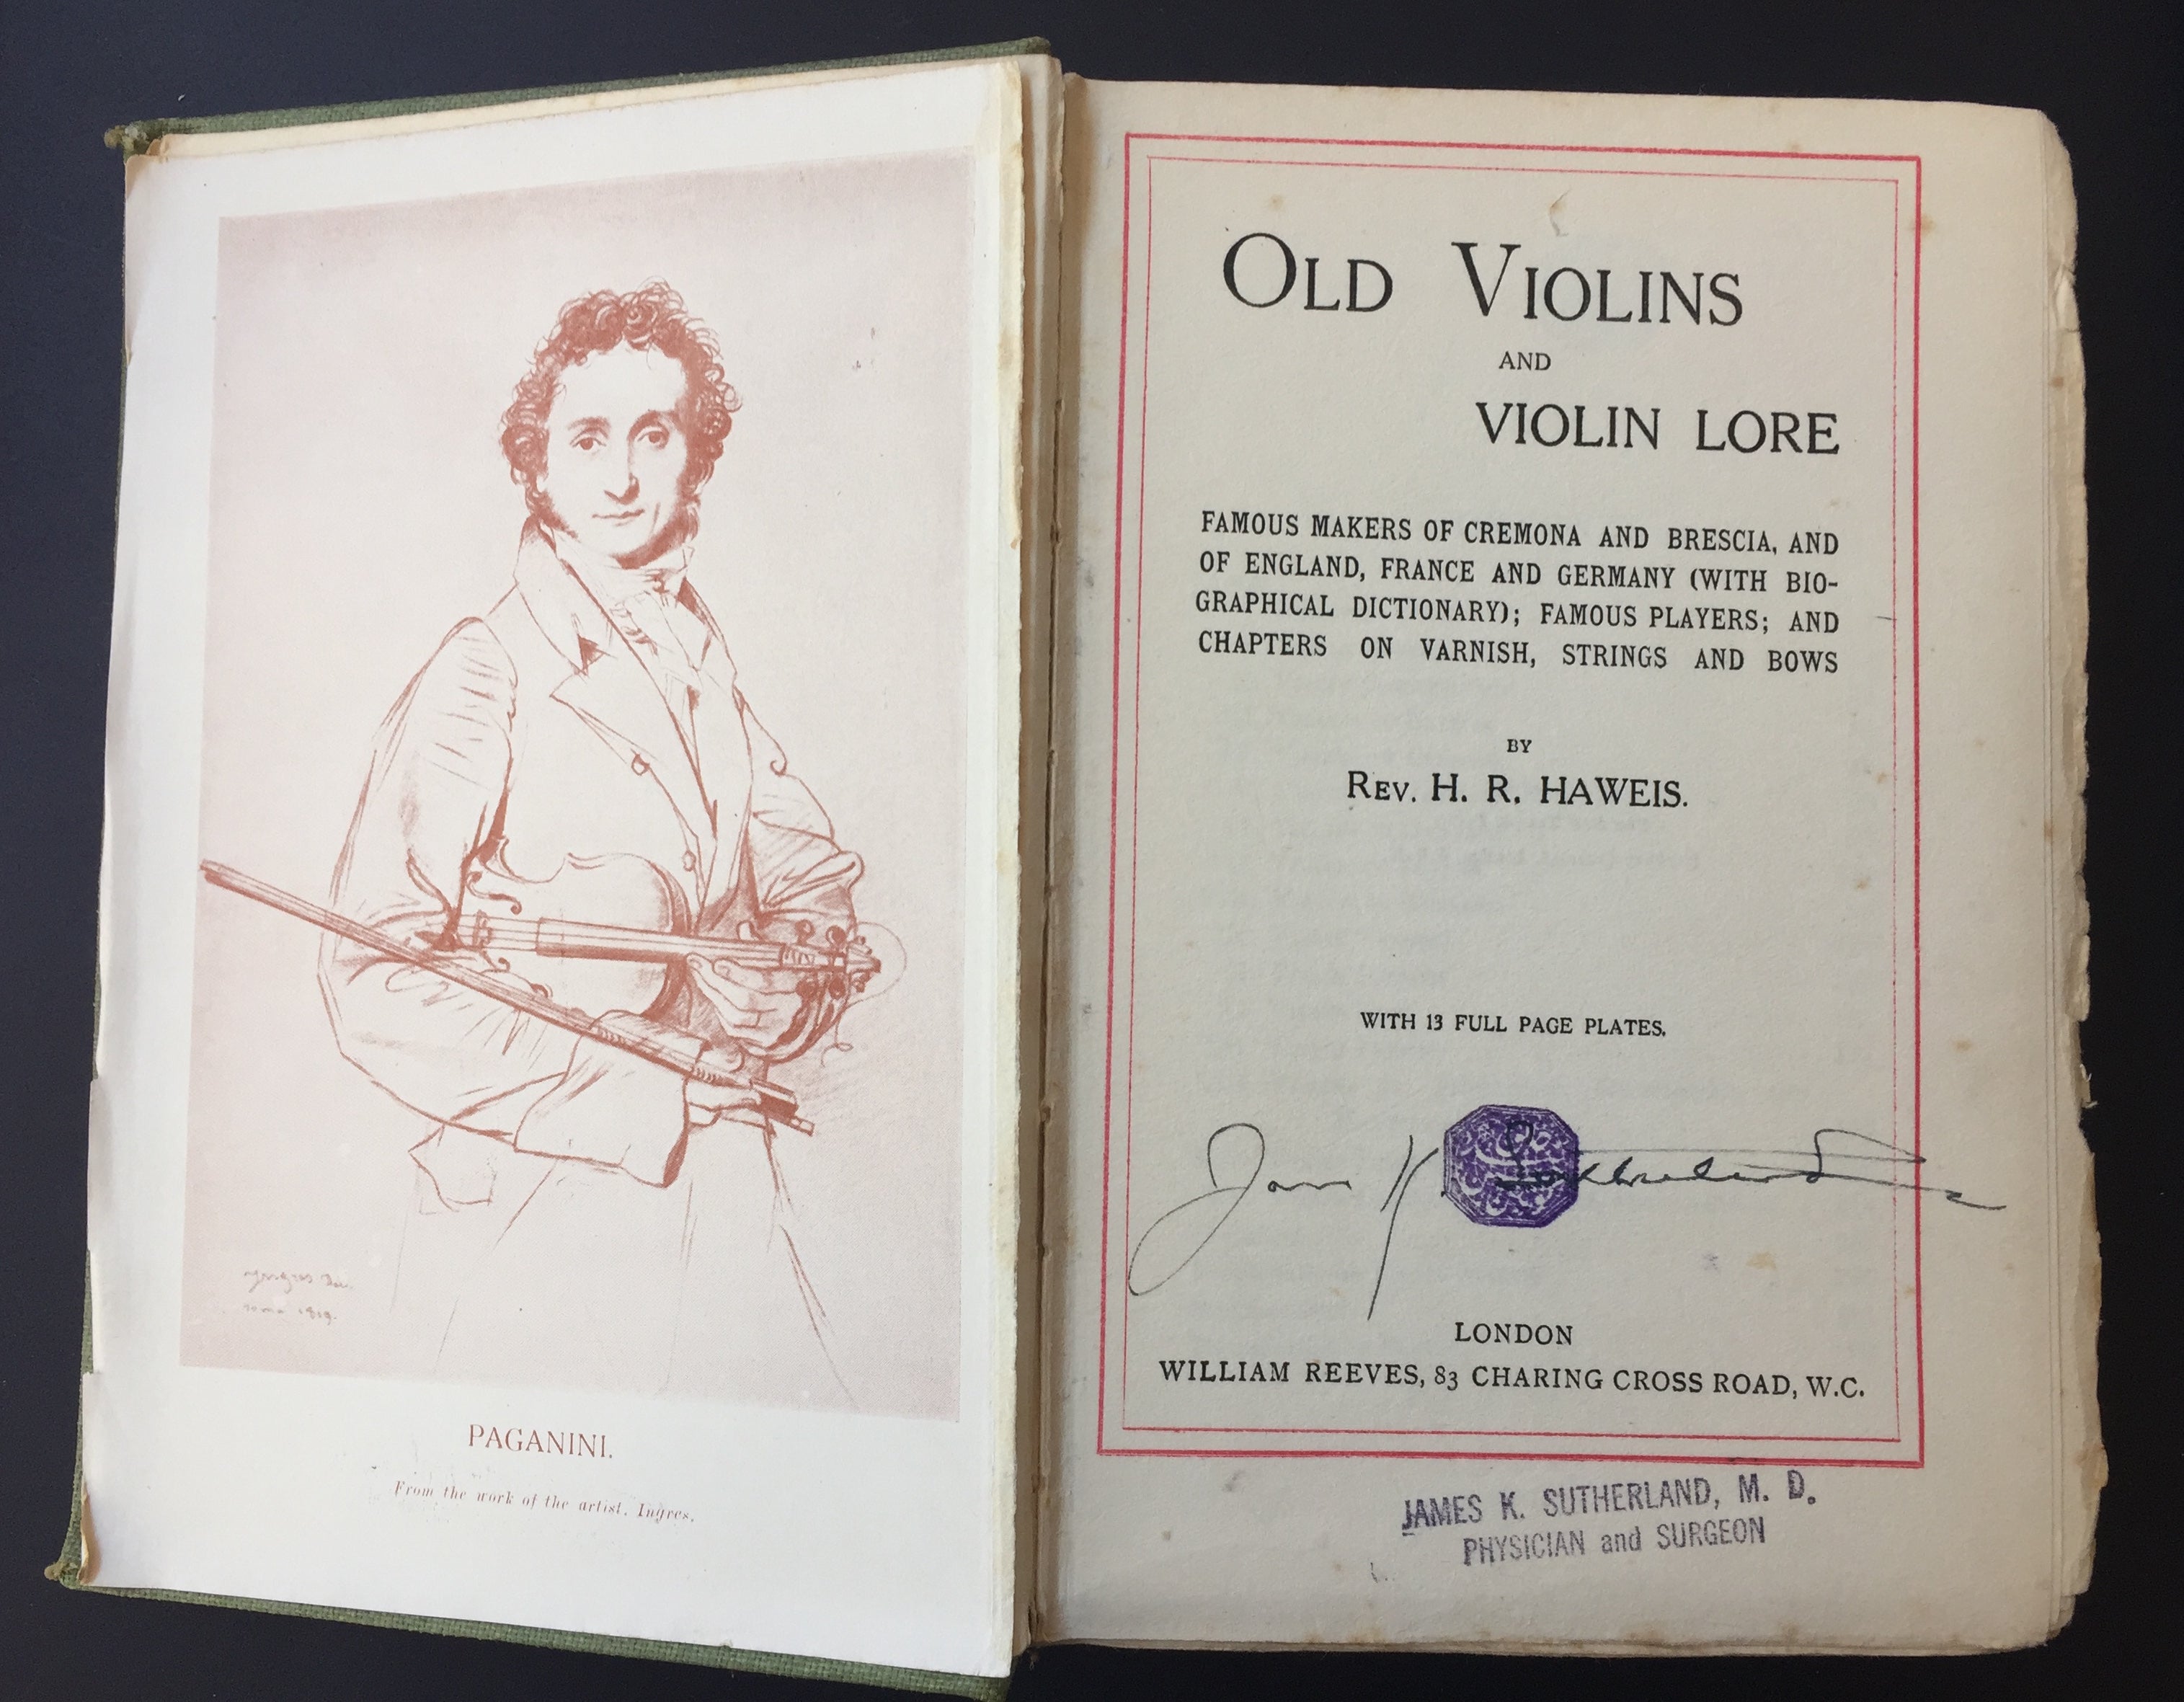 PAGANINI.
From the work of the artist. Ingres.
OLD VIOLINS
AND
VIOLIN LORE
FAMOUS MAKERS OF CREMONA AND BRESCIA, AND
OF ENGLAND, FRANCE AND GERMANY (WITH BIO-
GRAPHICAL DICTIONARY); FAMOUS PLAYERS; AND
CHAPTERS ON VARNISH, STRINGS AND BOWS
BY
REV. H. R. HAWEIS.
WITH 13 FULL PAGE PLATES.
James K. Sutherland
LONDON
WILLIAM REEVES, 83 CHARING CROSS ROAD, W.C.
JAMES K. SUTHERLAND, M. D.
PHYSICIAN and SURGEON